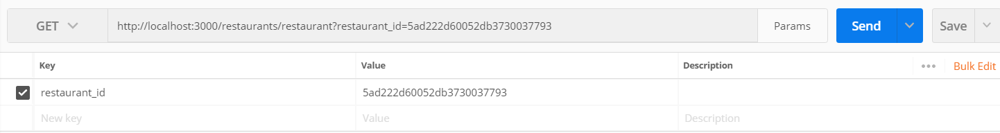 GET http://localhost:3000/restaurants/restaurant?restaurant_id=5ad222d60052db3730037793 Params Send Save
Key Value Description Bulk Edit
restaurant_id 5ad222d60052db3730037793
New key Value Description